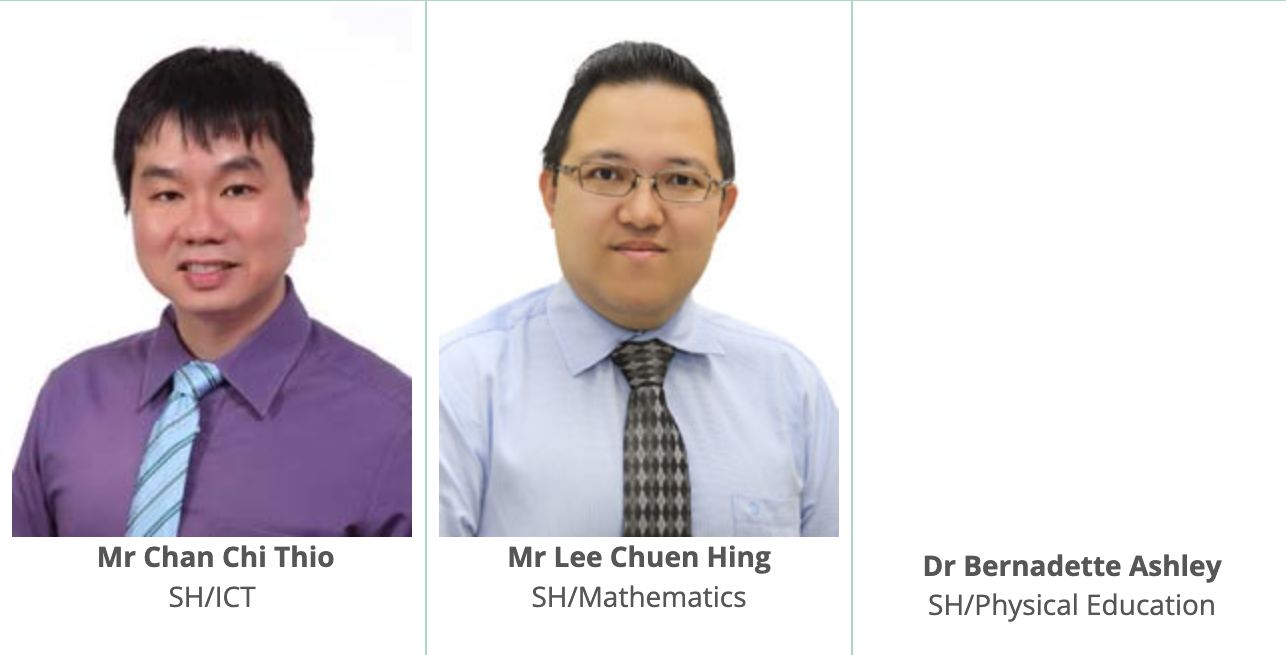 Mr Chan Chi Thio
SH/ICT
Mr Lee Chuen Hing
SH/Mathematics
Dr Bernadette Ashley
SH/Physical Education